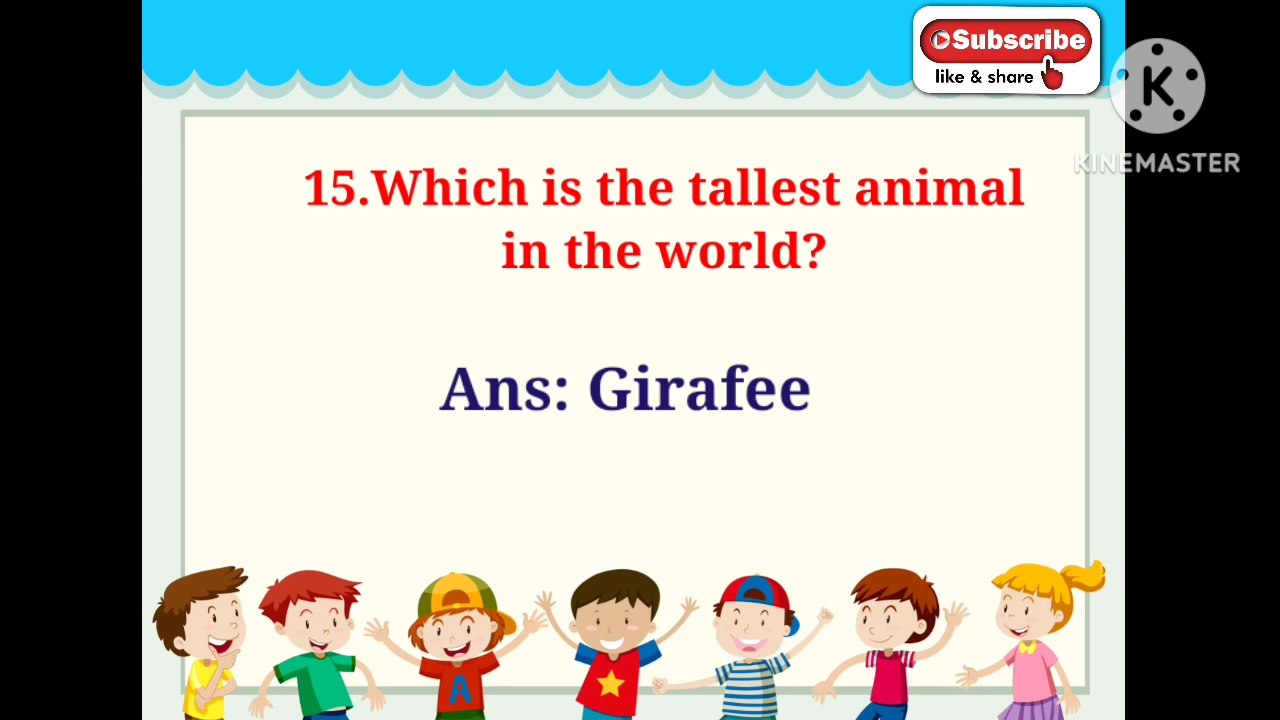 Subscribe
like & share
K
KINEMASTER
15.Which is the tallest animal
in the world?
Ans: Girafee
A